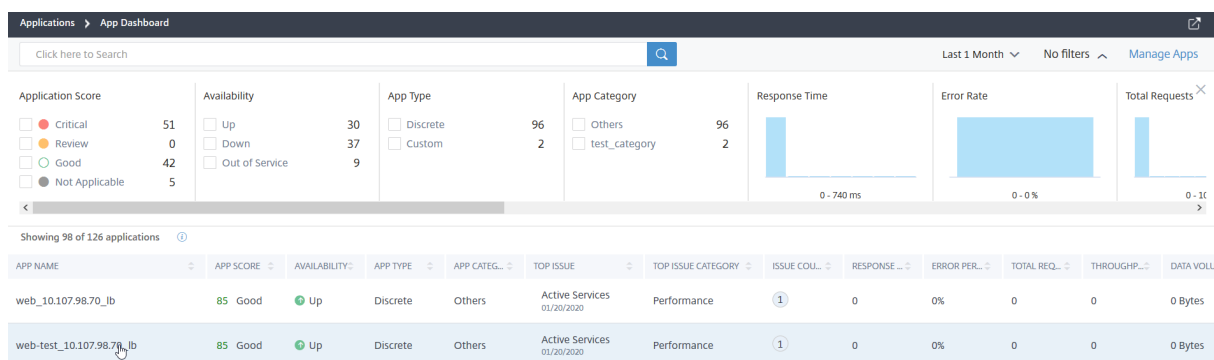 Applications > App Dashboard
Click here to Search
Last 1 Month No filters Manage Apps
Application Score
Critical 51
Review 0
Good 42
Not Applicable 5
Availability
Up 30
Down 37
Out of Service 9
App Type
Discrete 96
Custom 2
App Category
Others 96
test_category 2
Response Time
0 - 740 ms
Error Rate
0 - 0 %
Total Requests
0 - 10
Showing 98 of 126 applications
APP NAME APP SCORE AVAILABILITY APP TYPE APP CATEG... TOP ISSUE TOP ISSUE CATEGORY ISSUE COU... RESPONSE ... ERROR PER... TOTAL REQ... THROUGHP... DATA VOLU
web_10.107.98.70_lb 85 Good Up Discrete Others Active Services Performance 1 0 0% 0 0 0 Bytes
01/20/2020
web-test_10.107.98.70_lb 85 Good Up Discrete Others Active Services Performance 1 0 0% 0 0 0 Bytes
01/20/2020